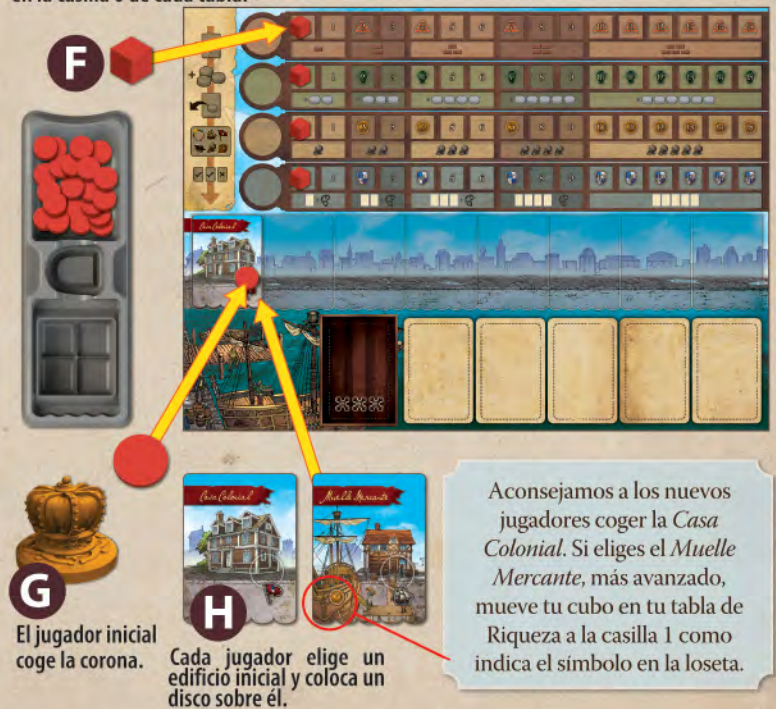 en la casilla 0 de cada tabla.
F
Casa Colonial
G
El jugador inicial
coge la corona.
Casa Colonial
Muelle Mercante
H
Cada jugador elige un
edificio inicial y coloca un
disco sobre él.
Aconsejamos a los nuevos
jugadores coger la Casa
Colonial. Si eliges el Muelle
Mercante, más avanzado,
mueve tu cubo en tu tabla de
Riqueza a la casilla 1 como
indica el símbolo en la loseta.